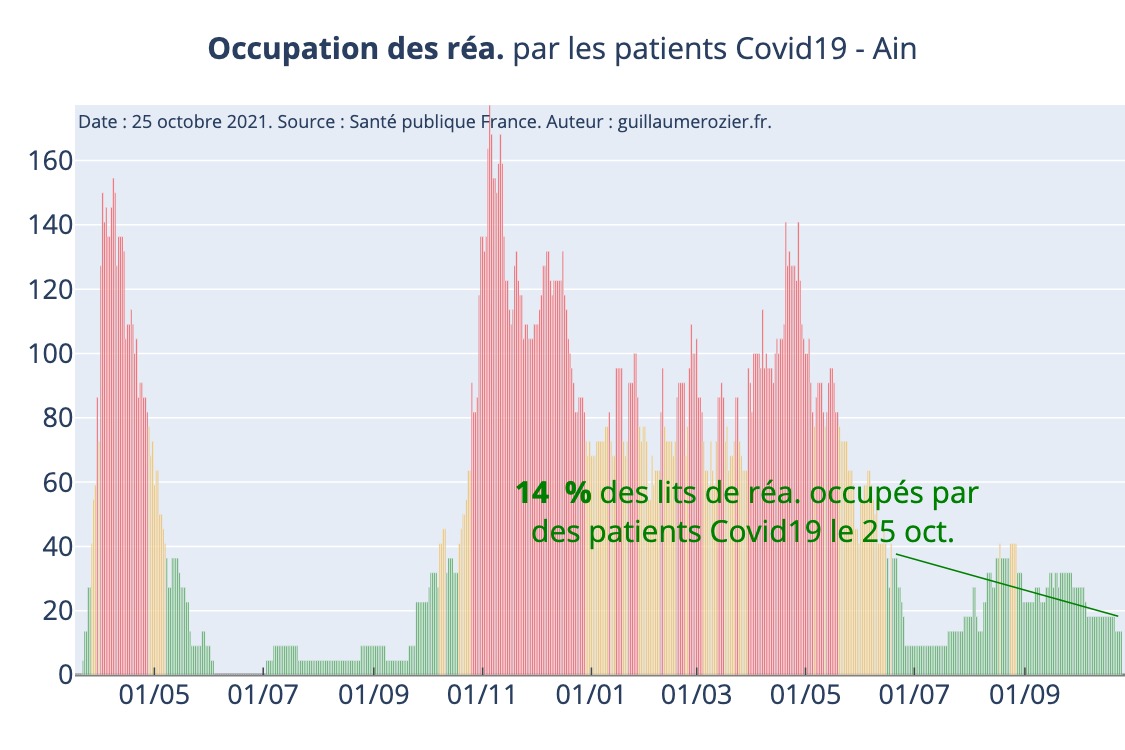 Occupation des réa. par les patients Covid19 - Ain
Date : 25 octobre 2021. Source : Santé publique France. Auteur : guillaumerozier.fr.
160
140
120
100
80
60
40
20
0
14 % des lits de réa. occupés par
des patients Covid19 le 25 oct.
01/05 01/07 01/09 01/11 01/01 01/03 01/05 01/07 01/09